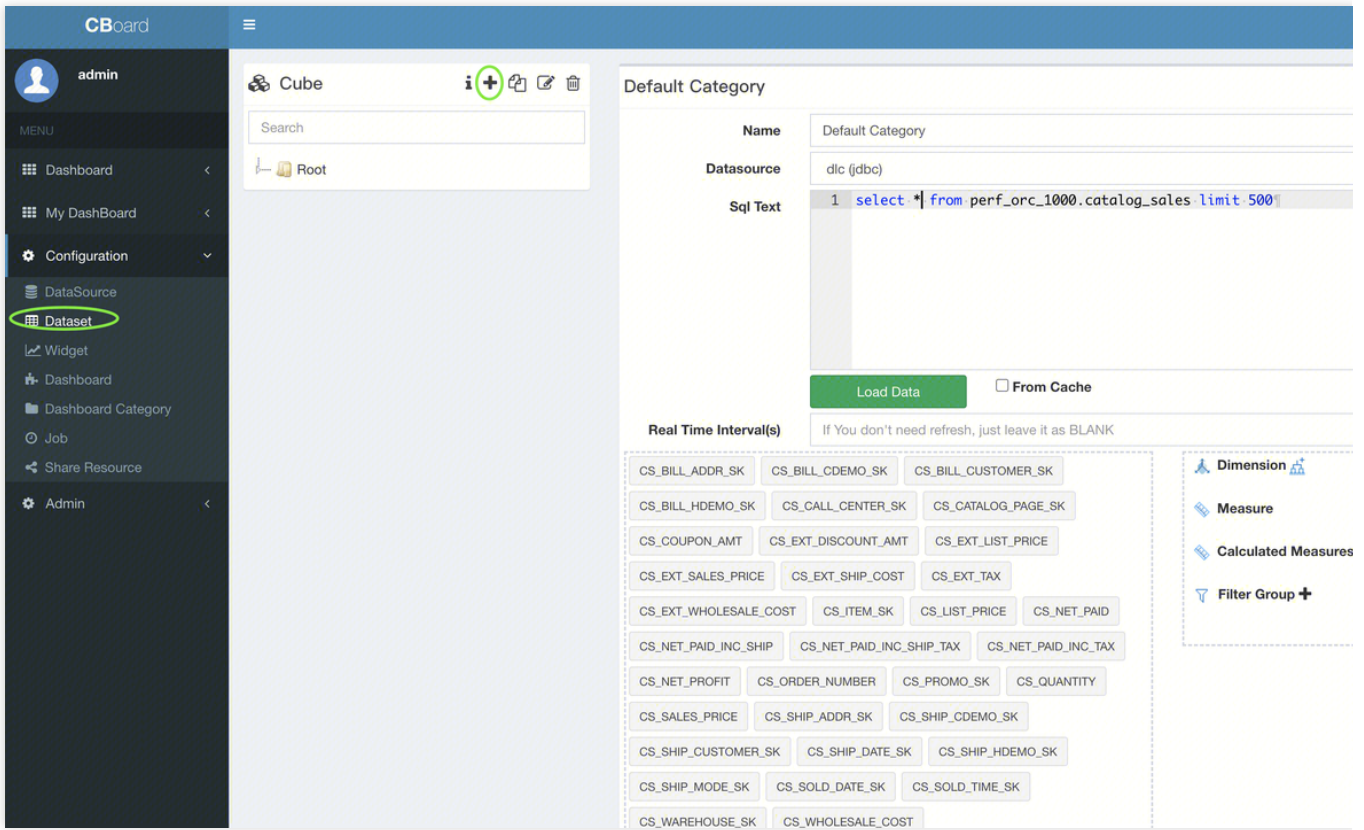 CBoard
admin
MENU
Dashboard
My DashBoard
Configuration
DataSource
Dataset
Widget
Dashboard
Dashboard Category
Job
Share Resource
Admin
Cube
Search
Root
Default Category
Name Default Category
Datasource dlc (jdbc)
Sql Text
1 select * from perf_orc_1000.catalog_sales limit 500
Load Data From Cache
Real Time Interval(s) If You don't need refresh, just leave it as BLANK
CS_BILL_ADDR_SK CS_BILL_CDEMO_SK CS_BILL_CUSTOMER_SK
CS_BILL_HDEMO_SK CS_CALL_CENTER_SK CS_CATALOG_PAGE_SK
CS_COUPON_AMT CS_EXT_DISCOUNT_AMT CS_EXT_LIST_PRICE
CS_EXT_SALES_PRICE CS_EXT_SHIP_COST CS_EXT_TAX
CS_EXT_WHOLESALE_COST CS_ITEM_SK CS_LIST_PRICE CS_NET_PAID
CS_NET_PAID_INC_SHIP CS_NET_PAID_INC_SHIP_TAX CS_NET_PAID_INC_TAX
CS_NET_PROFIT CS_ORDER_NUMBER CS_PROMO_SK CS_QUANTITY
CS_SALES_PRICE CS_SHIP_ADDR_SK CS_SHIP_CDEMO_SK
CS_SHIP_CUSTOMER_SK CS_SHIP_DATE_SK CS_SHIP_HDEMO_SK
CS_SHIP_MODE_SK CS_SOLD_DATE_SK CS_SOLD_TIME_SK
CS_WAREHOUSE_SK CS_WHOLESALE_COST
Dimension
Measure
Calculated Measures
Filter Group